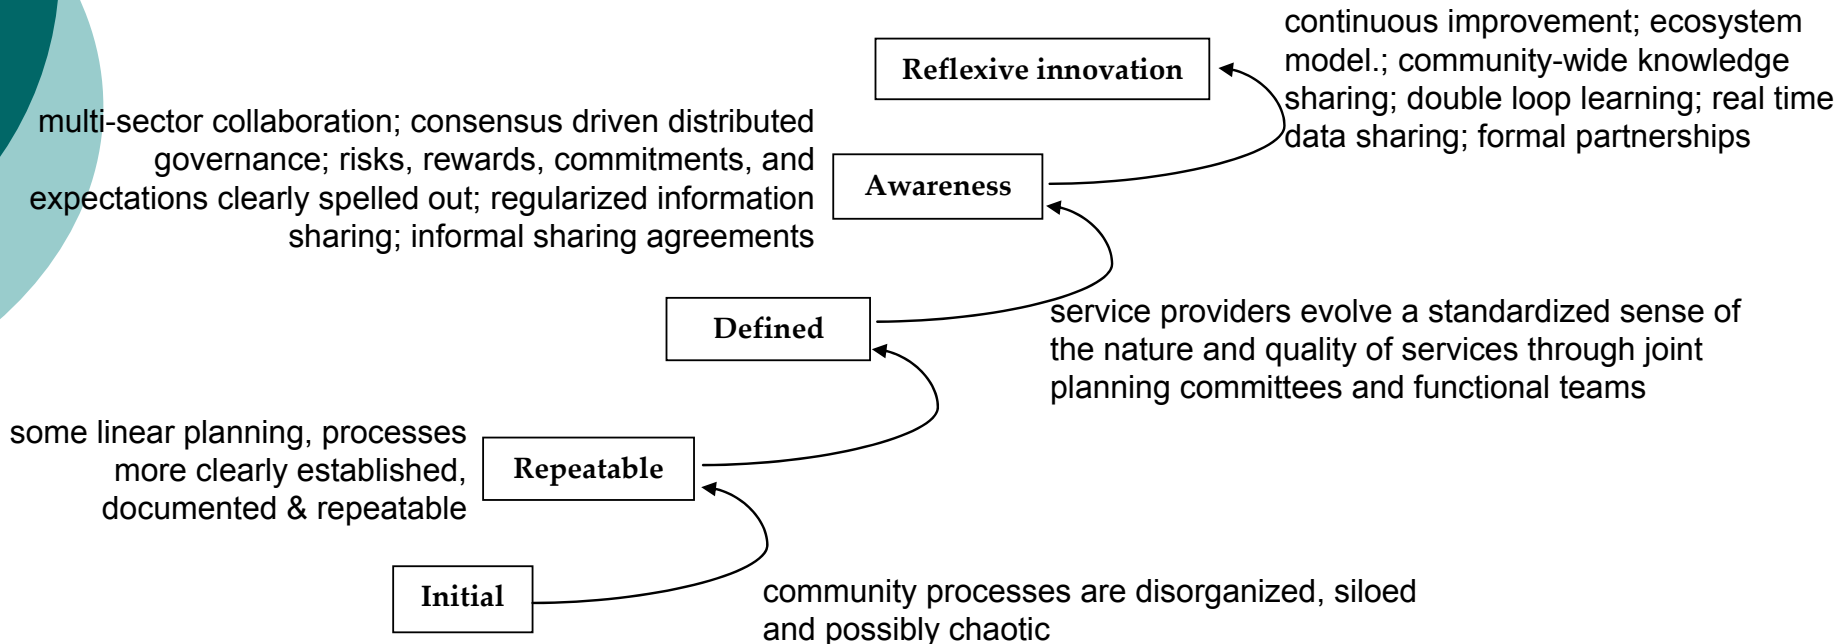 continuous improvement; ecosystem
model.; community-wide knowledge
sharing; double loop learning; real time
data sharing; formal partnerships
Reflexive innovation
multi-sector collaboration; consensus driven distributed
governance; risks, rewards, commitments, and
expectations clearly spelled out; regularized information
sharing; informal sharing agreements
Awareness
Defined
service providers evolve a standardized sense of
the nature and quality of services through joint
planning committees and functional teams
some linear planning, processes
more clearly established,
documented & repeatable
Repeatable
Initial
community processes are disorganized, siloed
and possibly chaotic